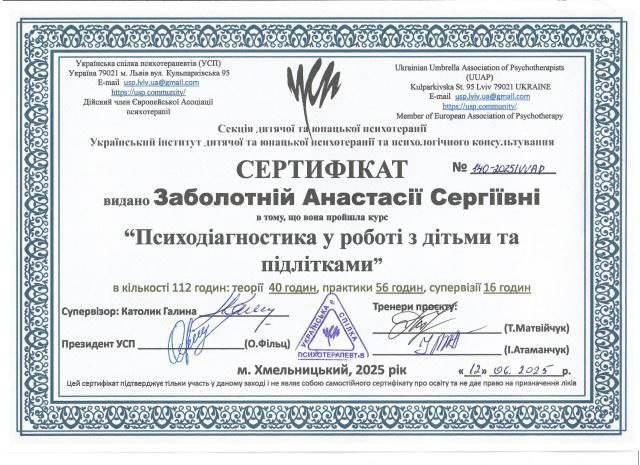 Українська спілка психотерапевтів (УСП)
Україна 79021 м. Львів вул. Кульпарківська 95
E-mail usp.lviv.ua@gmail.com
https://usp.community/
Дійсний член Європейської Асоціації
психотерапії
УСП
Ukrainian Umbrella Association of Psychotherapists
(UUAP)
Kulparkivska St. 95 Lviv 79021 UKRAINE
E-mail usp.lviv.ua@gmail.com
https://usp.community/
Member of European Association of Psychotherapy
Секція дитячої та юнацької психотерапії
Український інститут дитячої та юнацької психотерапії та психологічного консультування
СЕРТИФІКАТ № 140-2025/UUAP
видано Заболотній Анастасії Сергіївні
в тому, що вона пройшла курс
“Психодіагностика у роботі з дітьми та
підлітками”
в кількості 112 годин: теорії 40 годин, практики 56 годин, супервізії 16 годин
Супервізор: Католик Галина
Тренери проєкту:
(Т.Матвійчук)
Президент УСП (О.Фільц)
(І.Атаманчук)
УКРАЇНСЬКА СПІЛКА ПСИХОТЕРАПЕВТІВ
м. Хмельницький, 2025 рік «12» 06. 2025р.
Цей сертифікат підтверджує тільки участь у даному заході і не являє собою самостійного сертифікату про освіту та не дає право на призначення ліків